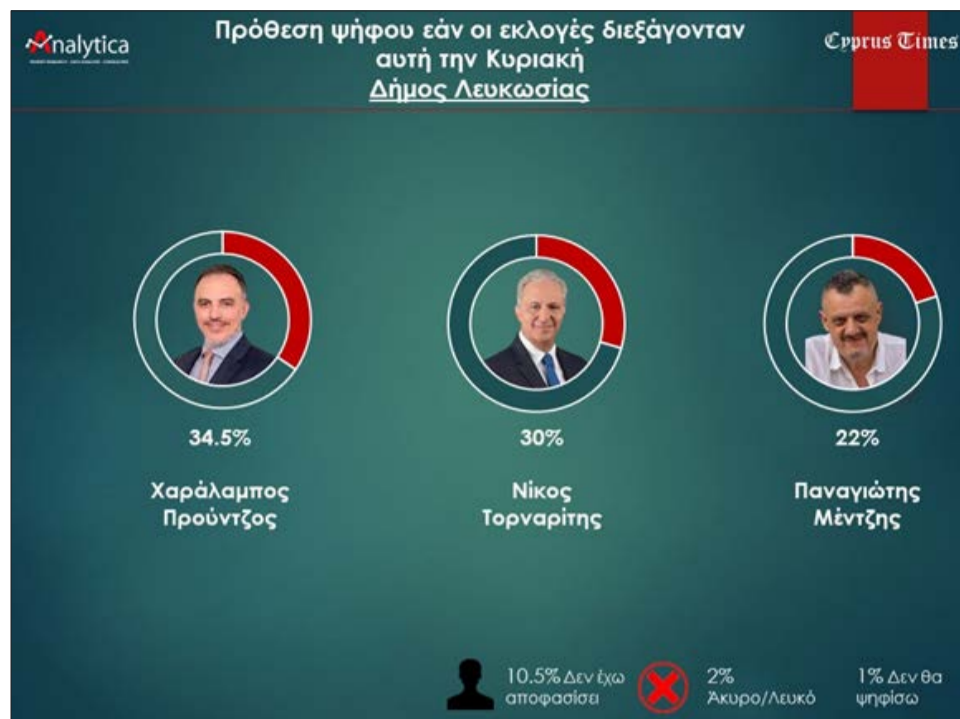 Analytica
Πρόθεση ψήφου εάν οι εκλογές διεξάγονταν
αυτή την Κυριακή
Δήμος Λευκωσίας
Cyprus Times
34.5%
Χαράλαμπος
Προύντζος
30%
Νίκος
Τορναρίτης
22%
Παναγιώτης
Μέντζης
10.5% Δεν έχω
αποφασίσει
2%
Άκυρο/Λευκό
1% Δεν θα
ψηφίσω